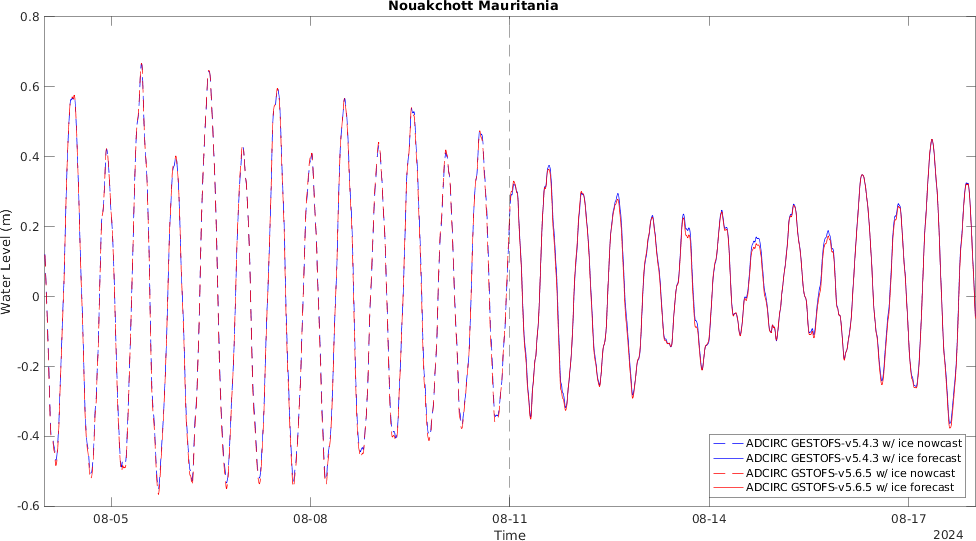 Nouakchott Mauritania
0.8
0.6
0.4
0.2
0
-0.2
-0.4
-0.6
Water Level (m)
ADCIRC GESTOFS-v5.4.3 w/ ice nowcast
ADCIRC GESTOFS-v5.4.3 w/ ice forecast
ADCIRC GSTOFS-v5.6.5 w/ ice nowcast
ADCIRC GSTOFS-v5.6.5 w/ ice forecast
08-05 08-08 08-11 08-14 08-17
Time
2024